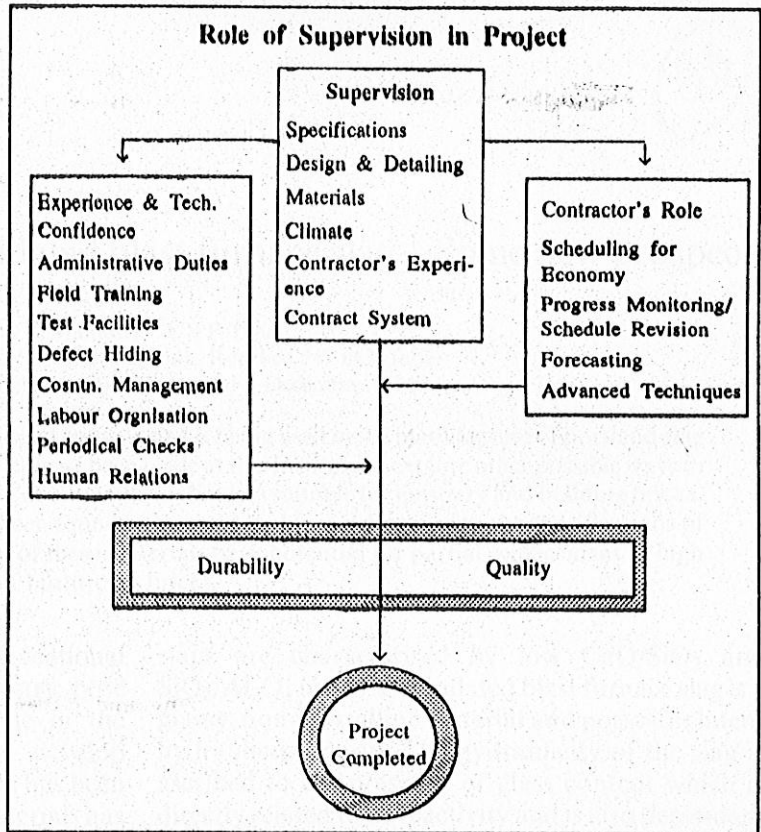 Role of Supervision in Project
Supervision
Specifications
Design & Detailing
Materials
Climate
Contractor's Experi-
ence
Contract System
Experience & Tech.
Confidence
Administrative Duties
Field Training
Test Facilities
Defect Hiding
Cosntn. Management
Labour Orgnisation
Periodical Checks
Human Relations
Contractor's Role
Scheduling for
Economy
Progress Monitoring/
Schedule Revision
Forecasting
Advanced Techniques
Durability
Quality
Project
Completed